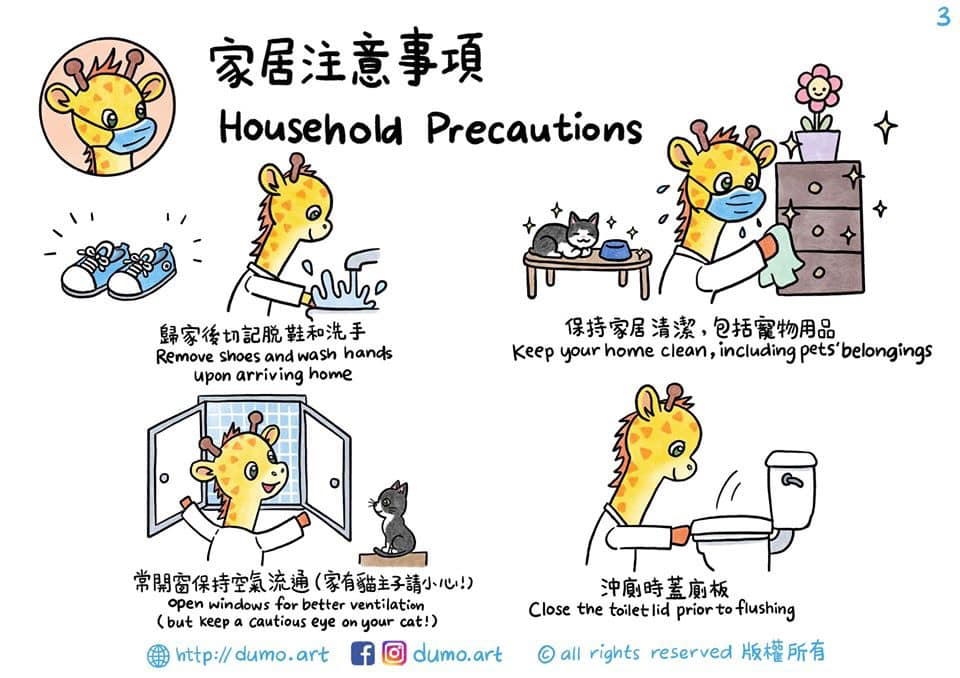 3
家居注意事項
Household Precautions
歸家後切記脫鞋和洗手
Remove shoes and wash hands
upon arriving home
保持家居清潔，包括寵物用品
Keep your home clean, including pets' belongings
常開窗保持空氣流通（家有貓主子請小心！）
open windows for better ventilation
(but keep a cautious eye on your cat!)
沖廁時蓋廁板
Close the toilet lid prior to flushing
http://dumo.art
dumo.art
© all rights reserved 版權所有